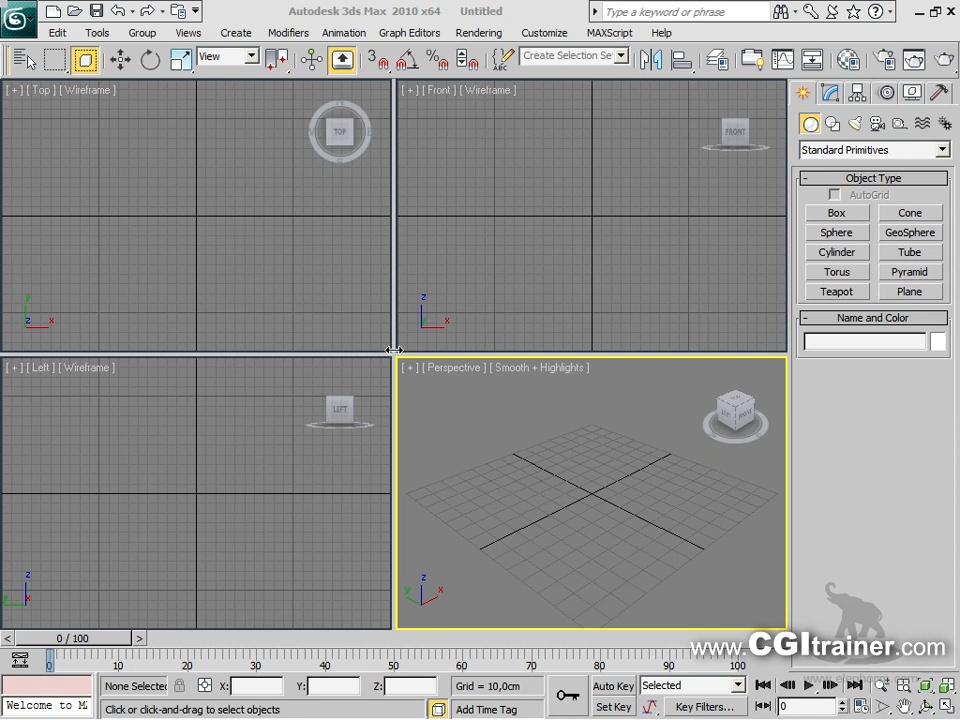 Autodesk 3ds Max 2010 x64 Untitled
Type a keyword or phrase
Edit Tools Group Views Create Modifiers Animation Graph Editors Rendering Customize MAXScript Help
View
3
Create Selection Se
ABC
[ + ] [ Top ] [ Wireframe ]
[ + ] [ Front ] [ Wireframe ]
TOP
FRONT
Standard Primitives
Object Type
AutoGrid
Box Cone
Sphere GeoSphere
Cylinder Tube
Torus Pyramid
Teapot Plane
Name and Color
y
z x
z
y x
[ + ] [ Left ] [ Wireframe ]
[ + ] [ Perspective ] [ Smooth + Highlights ]
LEFT
FRONT
z
y x
z
y x
0 / 100
www.CGItrainer.com
0 10 20 30 40 50 60 70 80 90 100
None Selected X: Y: Z: Grid = 10,0cm Auto Key Selected
Welcome to M
Click or click-and-drag to select objects Add Time Tag Set Key Key Filters... 0